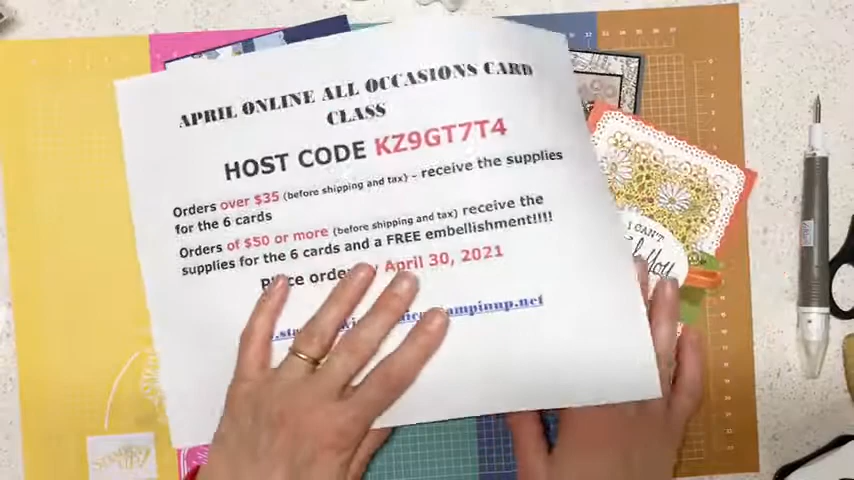 APRIL ONLINE ALL OCCASIONS CARD
CLASS
HOST CODE KZ9GT7T4
Orders over $35 (before shipping and tax) - receive the supplies
for the 6 cards
Orders of $50 or more (before shipping and tax) receive the
supplies for the 6 cards and a FREE embellishment!!!!
April 30, 2021
I CAN'T